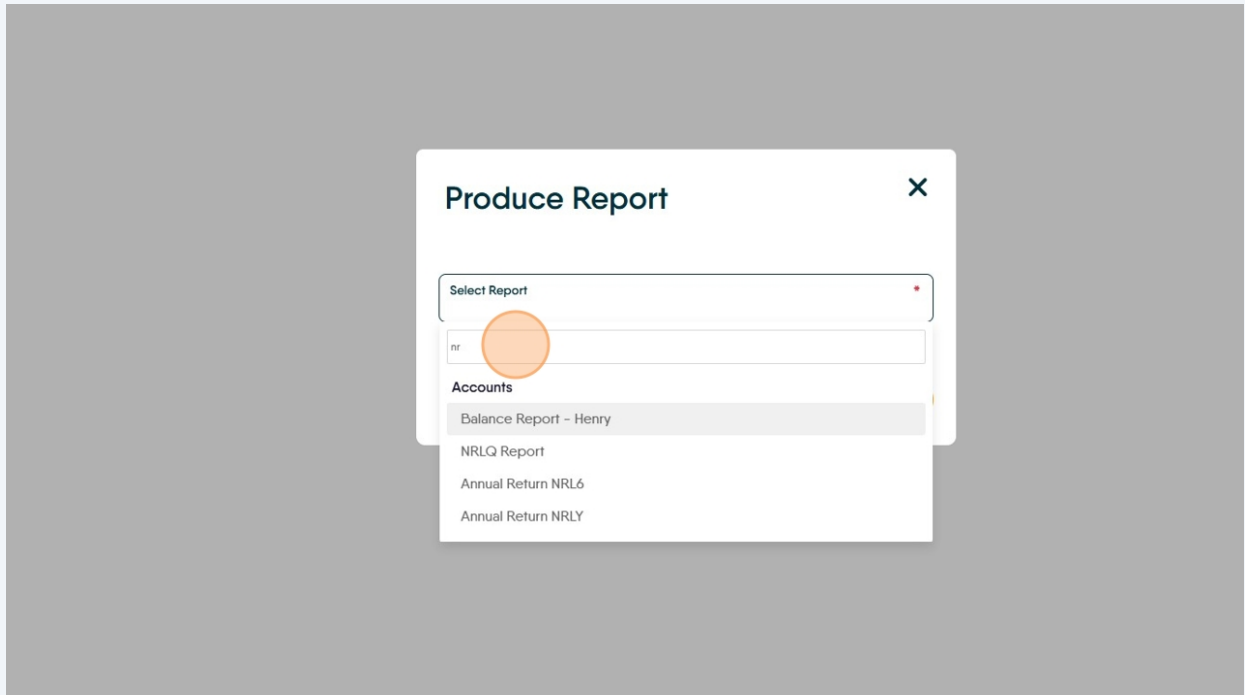 Produce Report
Select Report *
nr
Accounts
Balance Report - Henry
NRLQ Report
Annual Return NRL6
Annual Return NRLY